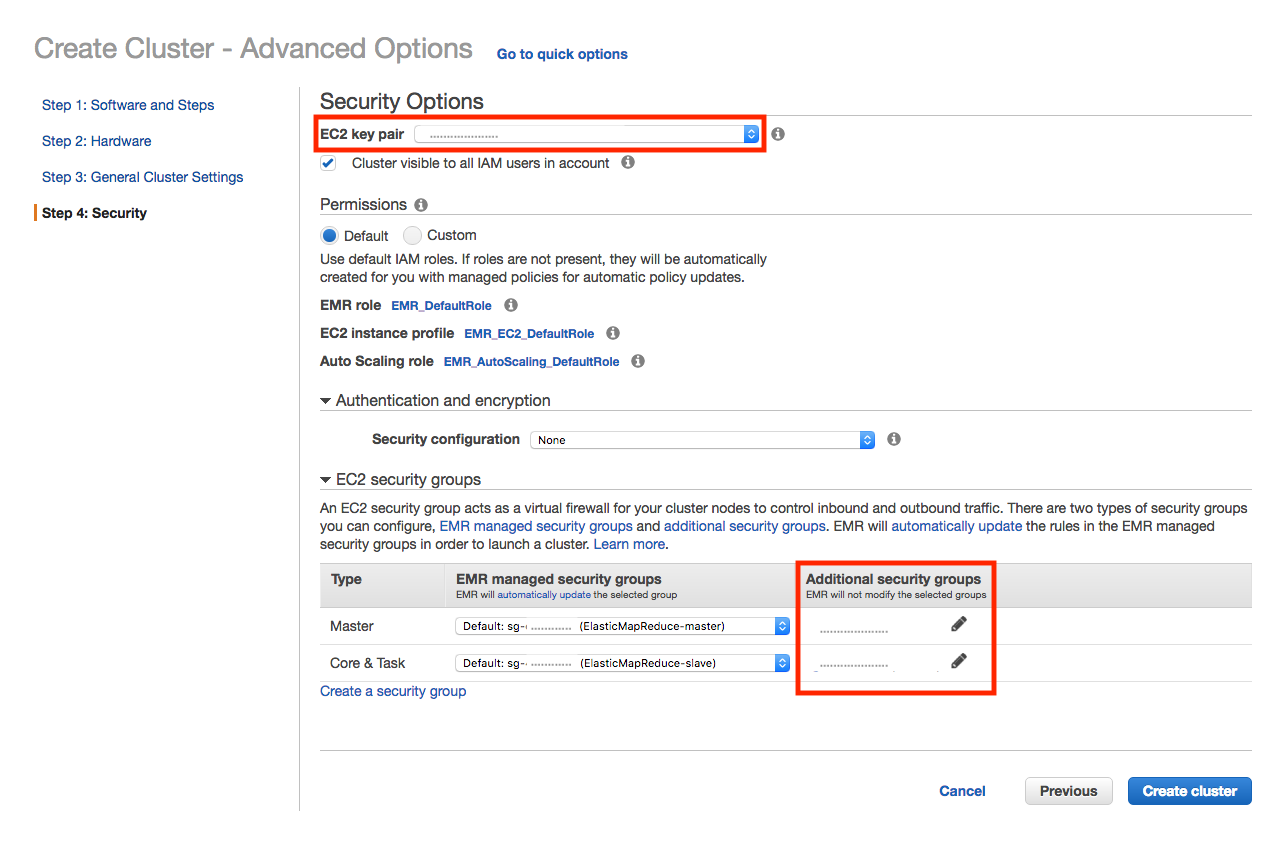 Create Cluster - Advanced Options Go to quick options
Step 1: Software and Steps
Step 2: Hardware
Step 3: General Cluster Settings
Step 4: Security
Security Options
EC2 key pair ....................
Cluster visible to all IAM users in account
Permissions
Default Custom
Use default IAM roles. If roles are not present, they will be automatically
created for you with managed policies for automatic policy updates.
EMR role EMR_DefaultRole
EC2 instance profile EMR_EC2_DefaultRole
Auto Scaling role EMR_AutoScaling_DefaultRole
Authentication and encryption
Security configuration None
EC2 security groups
An EC2 security group acts as a virtual firewall for your cluster nodes to control inbound and outbound traffic. There are two types of security groups
you can configure, EMR managed security groups and additional security groups. EMR will automatically update the rules in the EMR managed
security groups in order to launch a cluster. Learn more.
Type EMR managed security groups Additional security groups
EMR will automatically update the selected group EMR will not modify the selected groups
Master Default: sg-............ (ElasticMapReduce-master) ....................
Core & Task Default: sg-............ (ElasticMapReduce-slave) ....................
Create a security group
Cancel Previous Create cluster